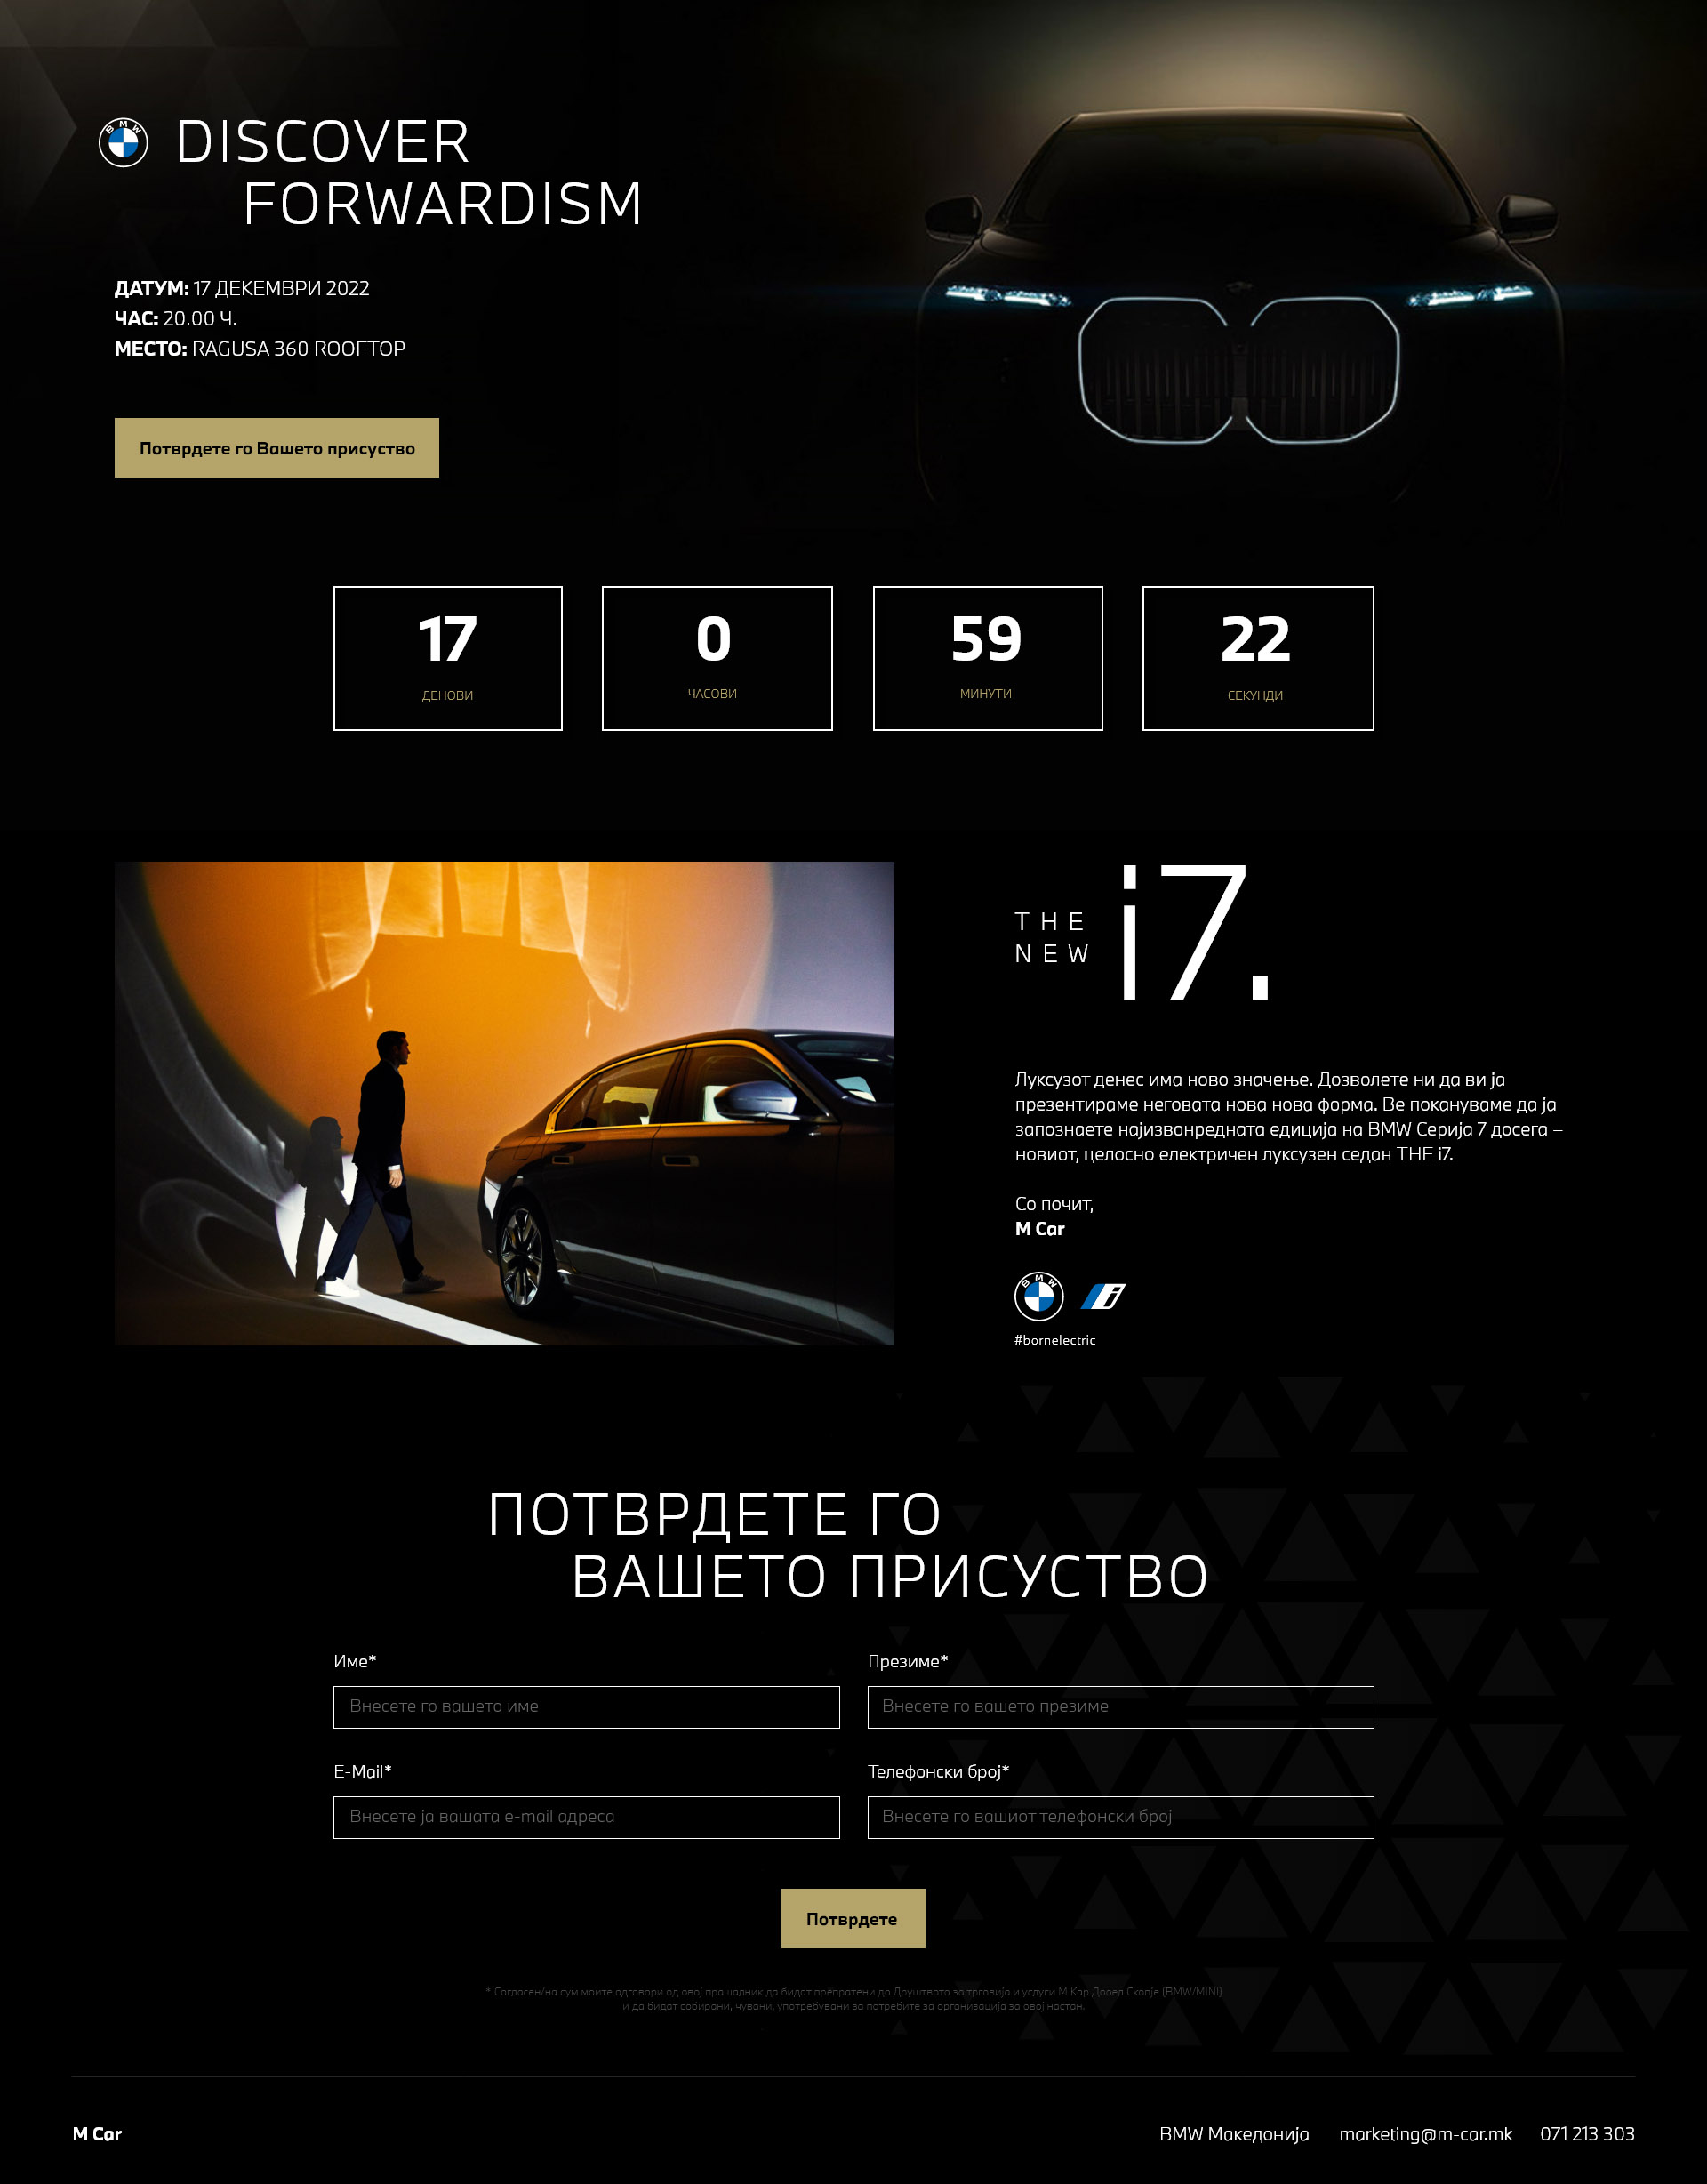 BMW
DISCOVER
FORWARDISM
ДАТУМ: 17 ДЕКЕМВРИ 2022
ЧАС: 20.00 Ч.
МЕСТО: RAGUSA 360 ROOFTOP
Потврдете го Вашето присуство
17
ДЕНОВИ
0
ЧАСОВИ
59
МИНУТИ
22
СЕКУНДИ
THE
NEW
i7.
Луксузот денес има ново значење. Дозволете ни да ви ја
презентираме неговата нова нова форма. Ве покануваме да ја
запознаете најизвонредната едиција на BMW Серија 7 досега –
новиот, целосно електричен луксузен седан THE i7.
Со почит,
M Car
BMW i
#bornelectric
ПОТВРДЕТЕ ГО
ВАШЕТО ПРИСУСТВО
Име*
Презиме*
Внесете го вашето име
Внесете го вашето презиме
E-Mail*
Телефонски број*
Внесете ја вашата e-mail адреса
Внесете го вашиот телефонски број
Потврдете
* Согласен/на сум моите одговори од овој прашалник да бидат препратени до Друштвото за трговија и услуги М Кар Дооел Скопје (BMW/MINI)
и да бидат собирани, чувани, употребувани за потребите за организација за овој настан.
M Car
BMW Македонија marketing@m-car.mk 071 213 303